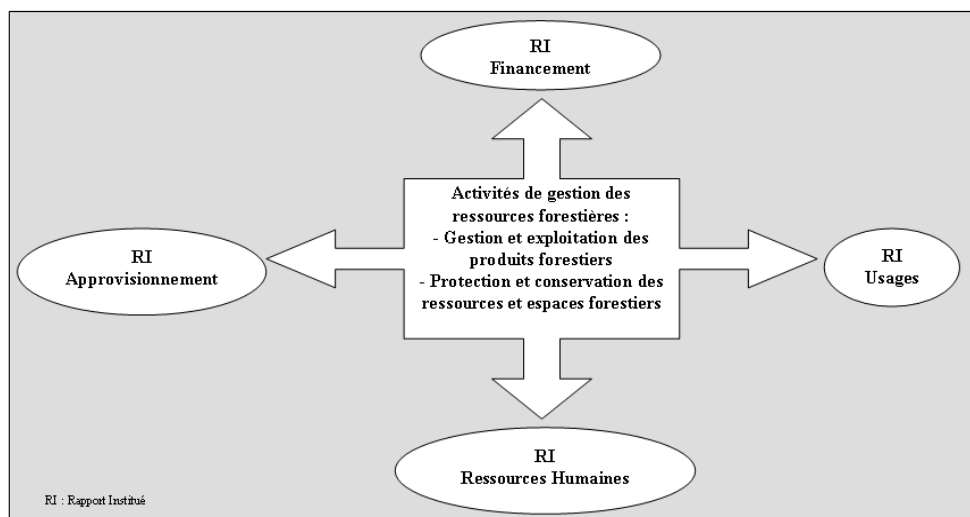 RI
Financement
Activités de gestion des
ressources forestières :
- Gestion et exploitation des
produits forestiers
- Protection et conservation des
ressources et espaces forestiers
RI
Approvisionnement
RI
Usages
RI
Ressources Humaines
RI : Rapport Institué